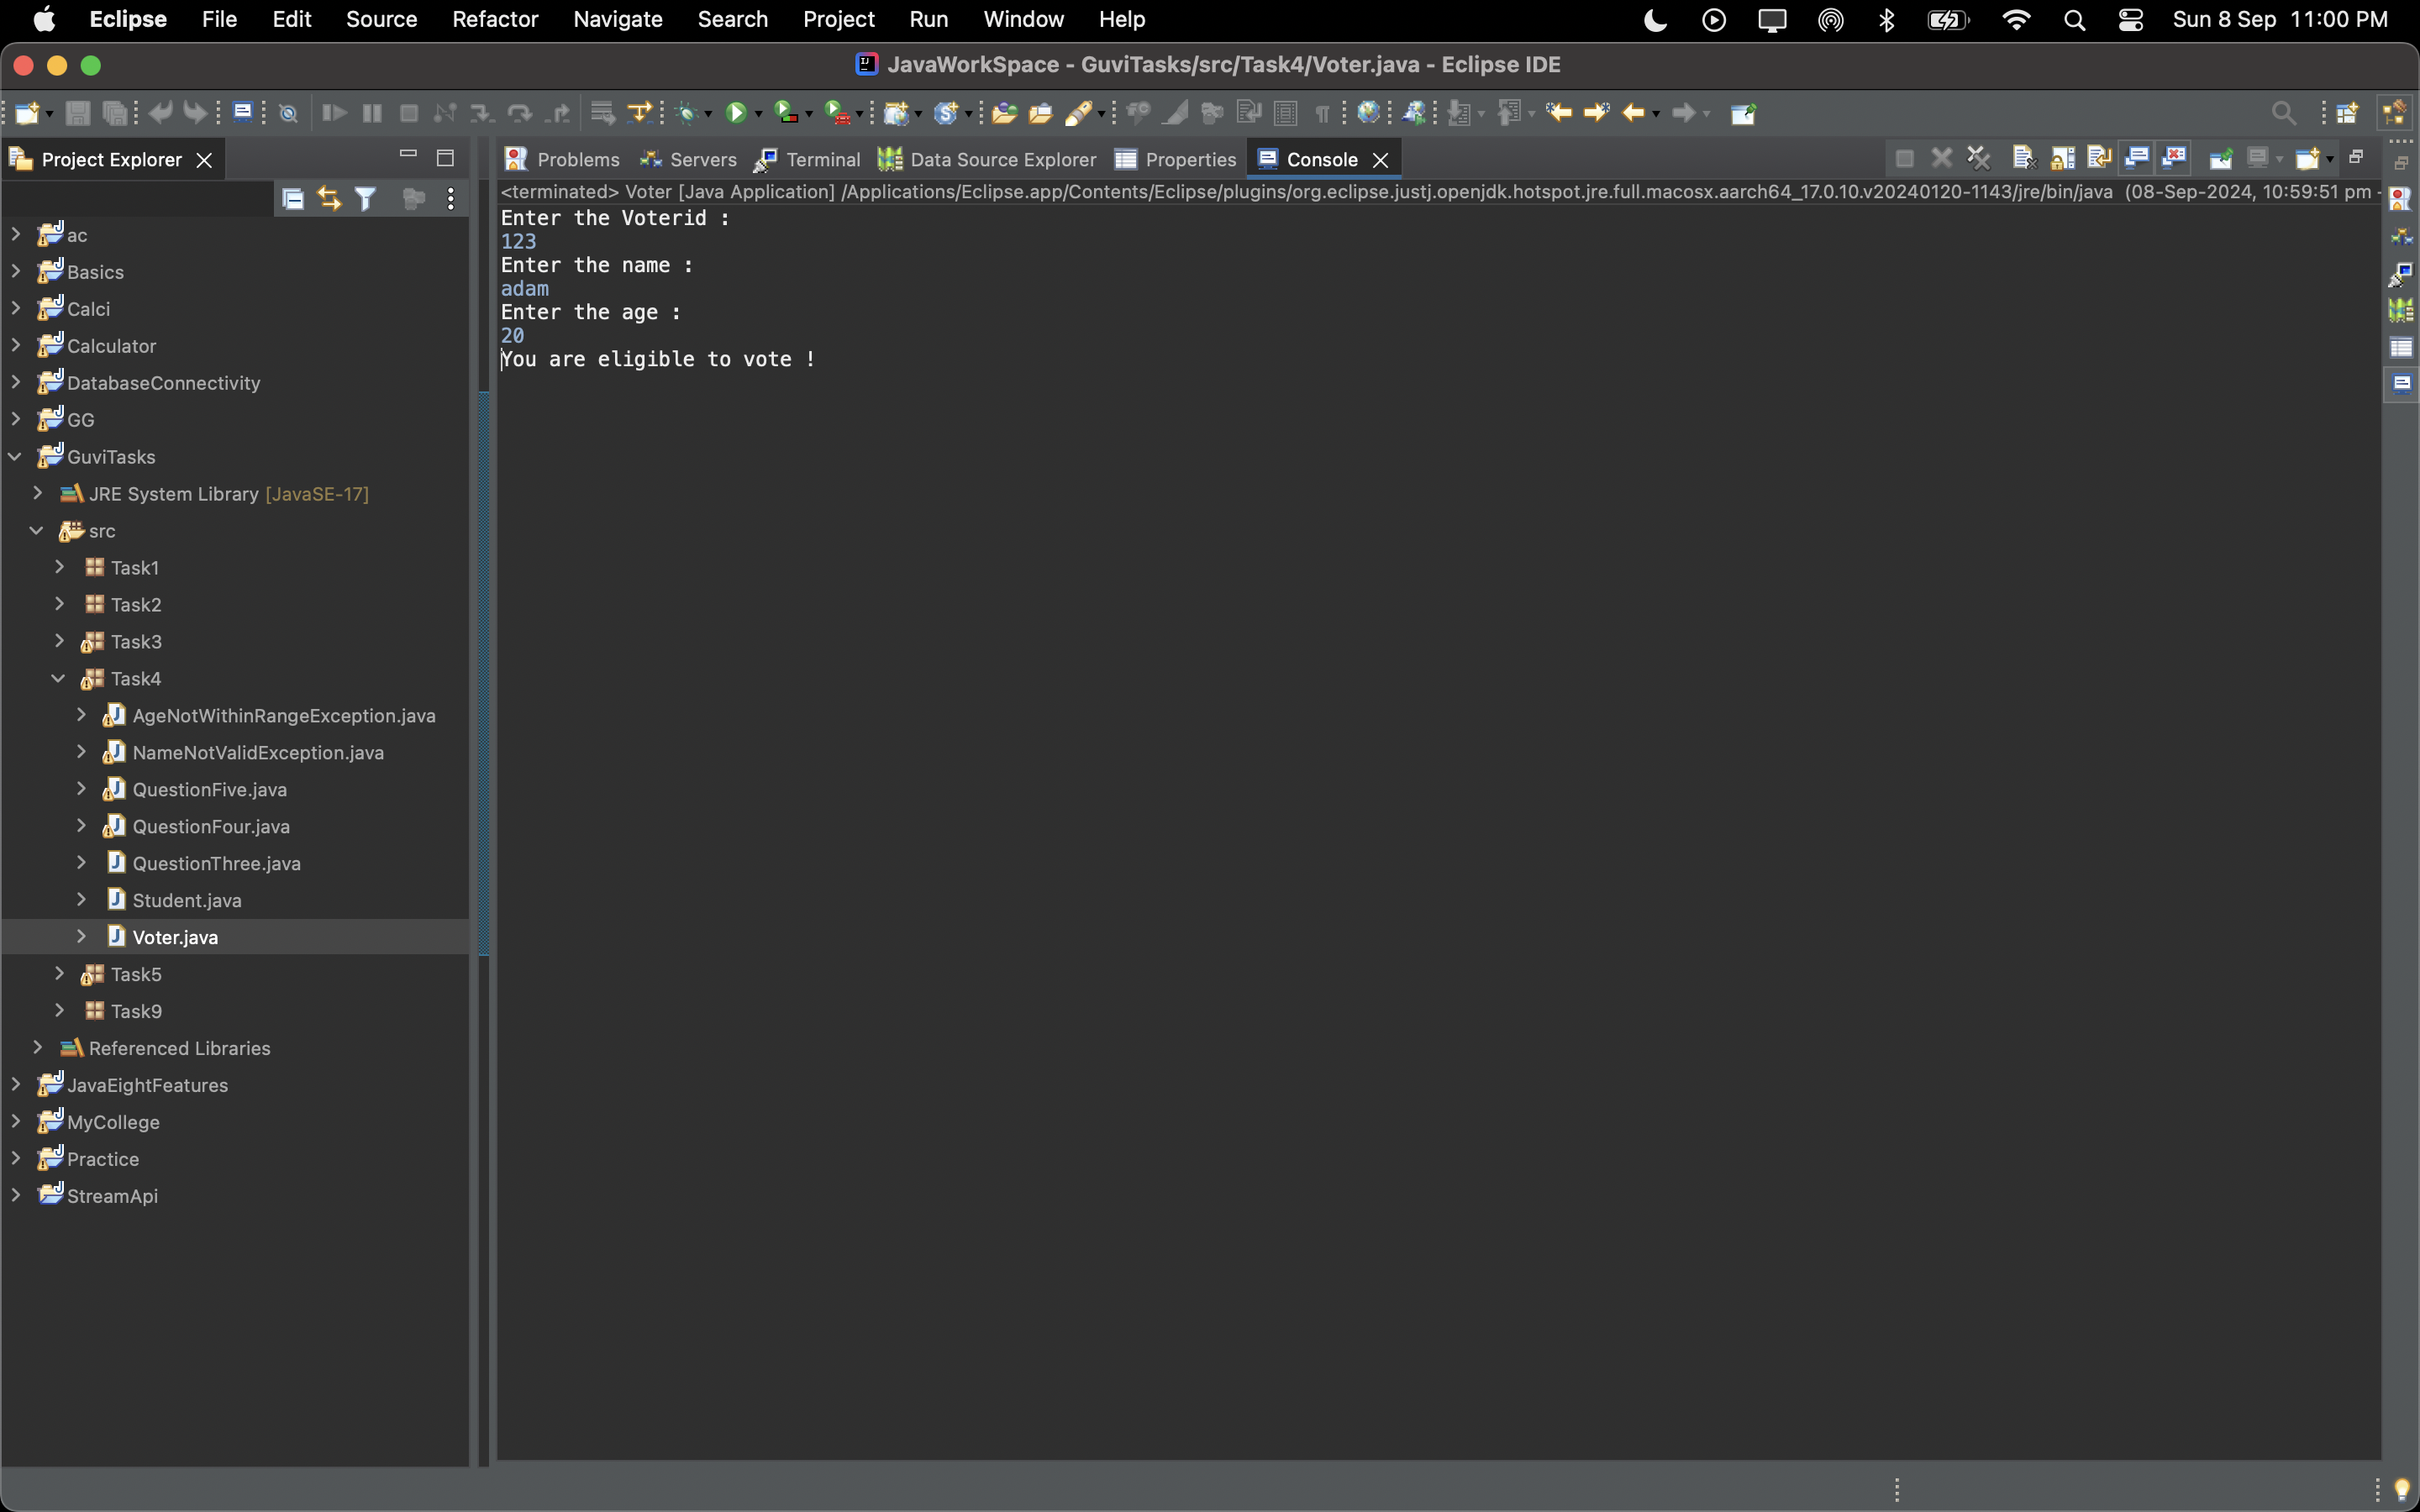 Eclipse File Edit Source Refactor Navigate Search Project Run Window Help Sun 8 Sep 11:00 PM
JavaWorkSpace - GuviTasks/src/Task4/Voter.java - Eclipse IDE
Project Explorer
Problems Servers Terminal Data Source Explorer Properties Console
<terminated> Voter [Java Application] /Applications/Eclipse.app/Contents/Eclipse/plugins/org.eclipse.justj.openjdk.hotspot.jre.full.macosx.aarch64_17.0.10.v20240120-1143/jre/bin/java (08-Sep-2024, 10:59:51 pm -
Enter the Voterid :
123
Enter the name :
adam
Enter the age :
20
You are eligible to vote !
ac
Basics
Calci
Calculator
DatabaseConnectivity
GG
GuviTasks
JRE System Library [JavaSE-17]
src
Task1
Task2
Task3
Task4
AgeNotWithinRangeException.java
NameNotValidException.java
QuestionFive.java
QuestionFour.java
QuestionThree.java
Student.java
Voter.java
Task5
Task9
Referenced Libraries
JavaEightFeatures
MyCollege
Practice
StreamApi